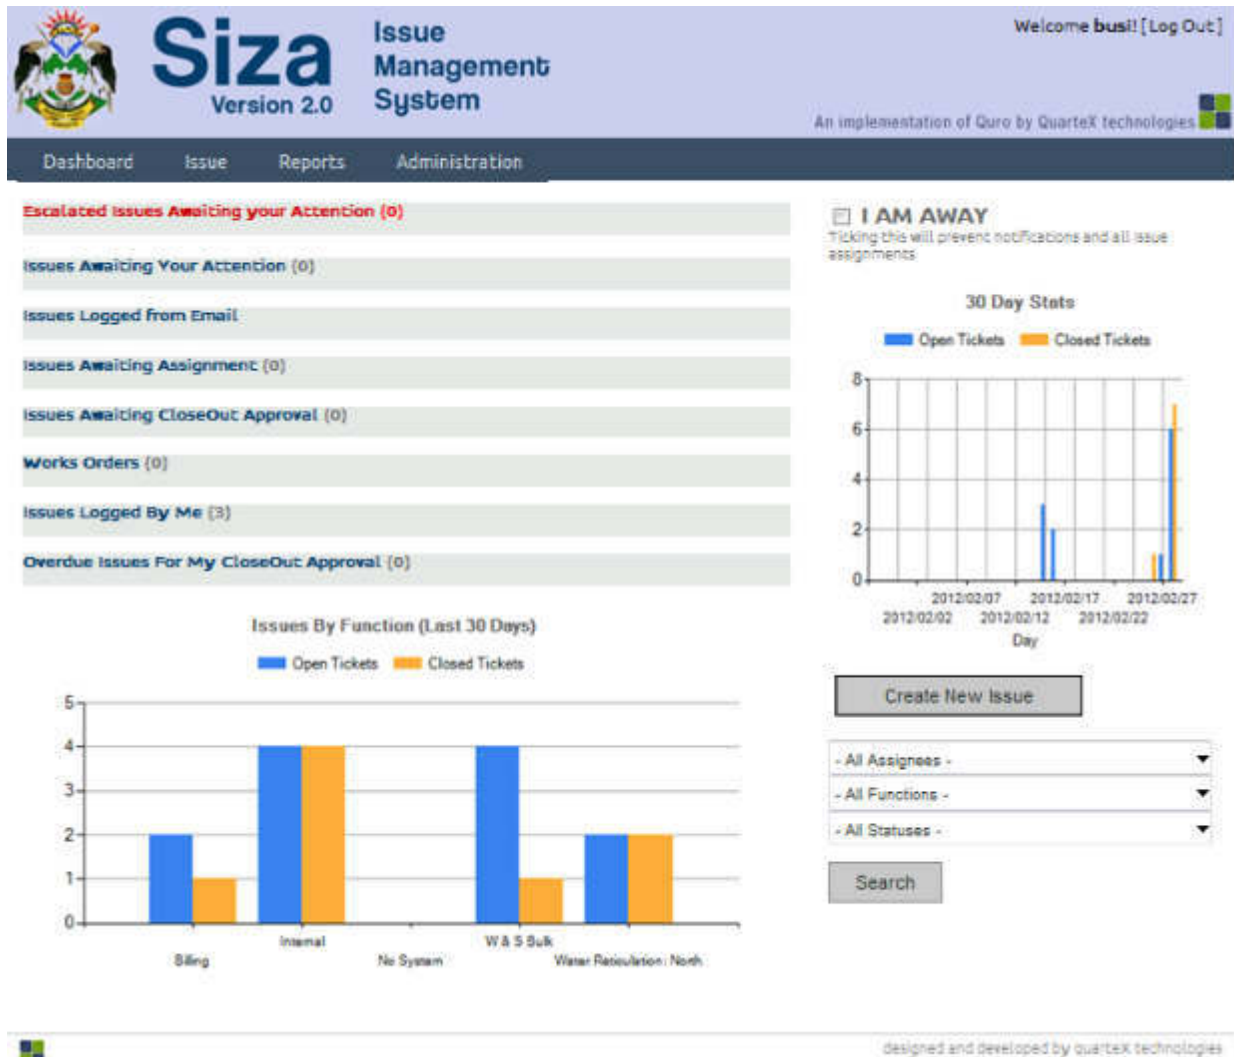 Siza
Version 2.0
Issue
Management
System
Welcome busi! [ Log Out ]
An implementation of Quro by QuarteX technologies
Dashboard Issue Reports Administration
Escalated Issues Awaiting your Attention (0)
Issues Awaiting Your Attention (0)
Issues Logged from Email
Issues Awaiting Assignment (0)
Issues Awaiting CloseOut Approval (0)
Works Orders (0)
Issues Logged By Me (3)
Overdue Issues For My CloseOut Approval (0)
Issues By Function (Last 30 Days)
Open Tickets Closed Tickets
5
4
3
2
1
0
Internal W & S Bulk
Billing No System Water Reticulation: North
I AM AWAY
Ticking this will prevent notifications and all issue
assignments
30 Day Stats
Open Tickets Closed Tickets
8
6
4
2
0
2012/02/07 2012/02/17 2012/02/27
2012/02/02 2012/02/12 2012/02/22
Day
Create New Issue
- All Assignees -
- All Functions -
- All Statuses -
Search
designed and developed by quarteX technologies